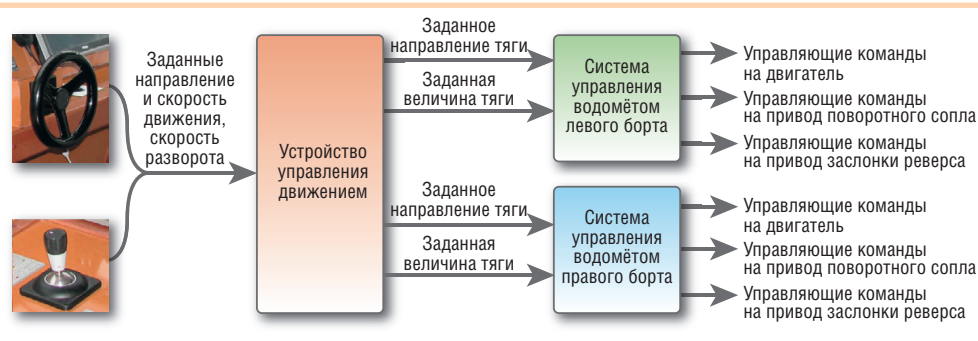 Заданные
направление
и скорость
движения,
скорость
разворота
Устройство
управления
движением
Заданное
направление тяги
Заданная
величина тяги
Система
управления
водомётом
левого борта
Управляющие команды
на двигатель
Управляющие команды
на привод поворотного сопла
Управляющие команды
на привод заслонки реверса
Заданное
направление тяги
Заданная
величина тяги
Система
управления
водомётом
правого борта
Управляющие команды
на двигатель
Управляющие команды
на привод поворотного сопла
Управляющие команды
на привод заслонки реверса